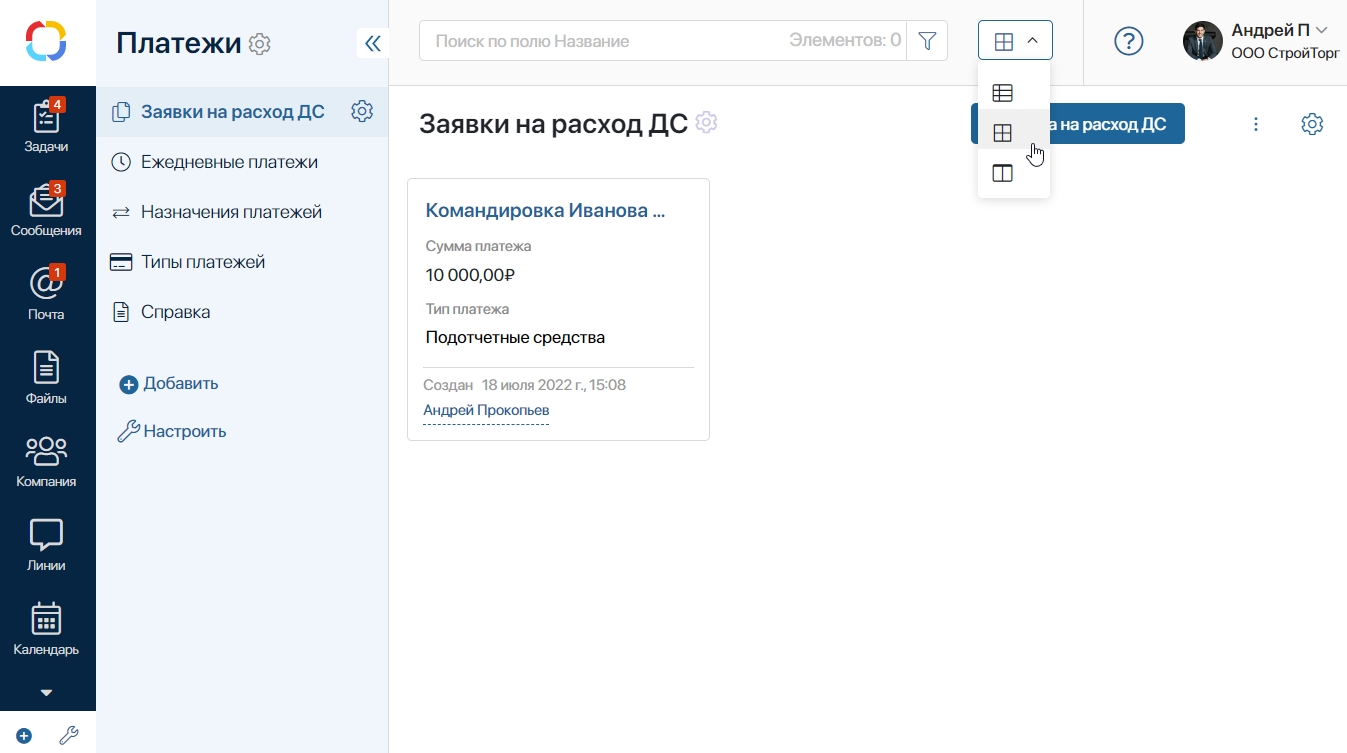 Платежи
Поиск по полю Название
Элементов: 0
?
Андрей П
ООО СтройТорг
4
Задачи
3
Сообщения
1
Почта
Файлы
Компания
Линии
Календарь
Заявки на расход ДС
Ежедневные платежи
Назначения платежей
Типы платежей
Справка
Добавить
Настроить
Заявки на расход ДС
на расход ДС
Командировка Иванова ...
Сумма платежа
10 000,00₽
Тип платежа
Подотчетные средства
Создан 18 июля 2022 г., 15:08
Андрей Прокопьев